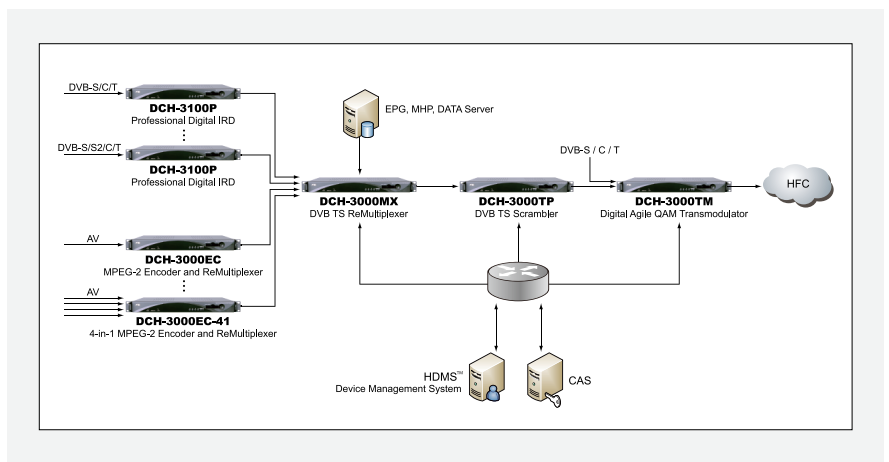 DVB-S/C/T
DCH-3100P
Professional Digital IRD
DVB-S/S2/C/T
DCH-3100P
Professional Digital IRD
AV
DCH-3000EC
MPEG-2 Encoder and ReMultiplexer
AV
DCH-3000EC-41
4-in-1 MPEG-2 Encoder and ReMultiplexer
EPG, MHP, DATA Server
DCH-3000MX
DVB TS ReMultiplexer
DCH-3000TP
DVB TS Scrambler
DVB-S / C / T
DCH-3000TM
Digital Agile QAM Transmodulator
HFC
HDMS™
Device Management System
CAS